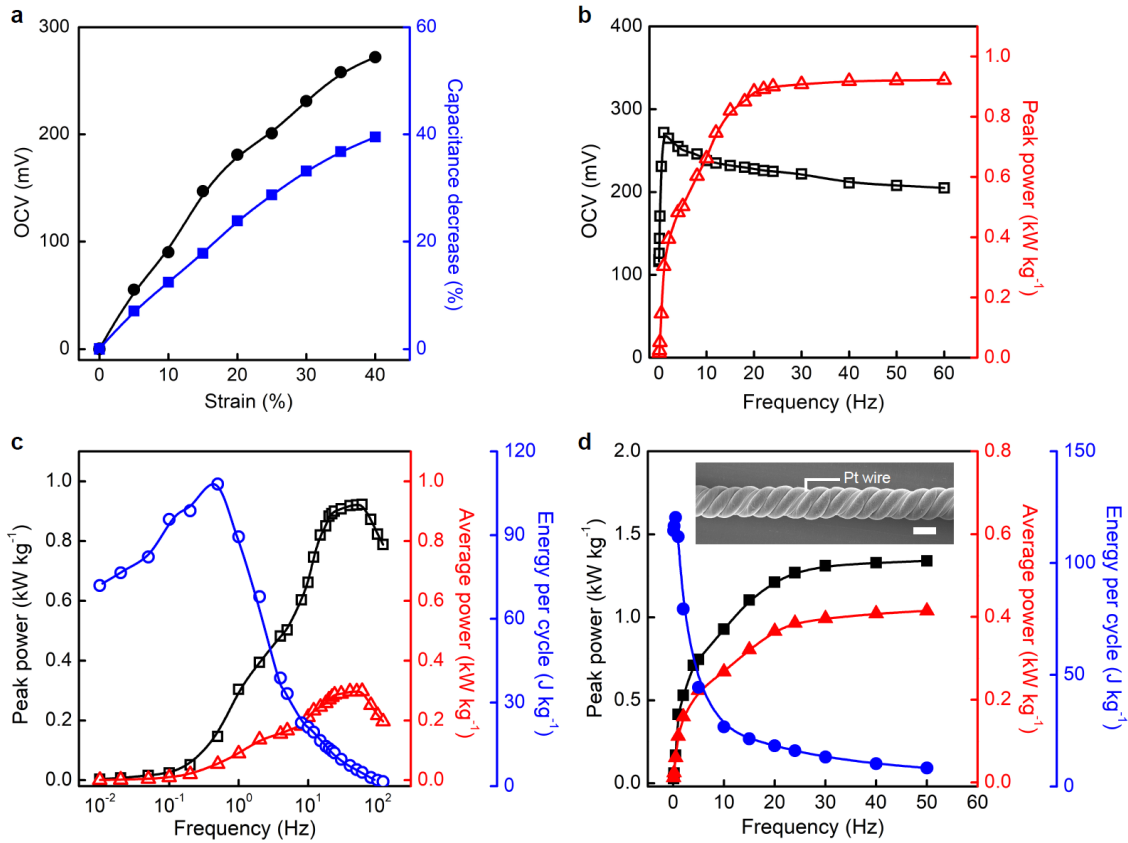 a
300
200
100
0
OCV (mV)
0 10 20 30 40
Strain (%)
60
40
20
0
Capacitance
decrease (%)
b
400
300
200
100
0
OCV (mV)
0 10 20 30 40 50 60
Frequency (Hz)
1.0
0.8
0.6
0.4
0.2
0.0
Peak power (kW kg⁻¹)
c
1.0
0.8
0.6
0.4
0.2
0.0
Peak power (kW kg⁻¹)
10⁻² 10⁻¹ 10⁰ 10¹ 10²
Frequency (Hz)
1.0
0.8
0.6
0.4
0.2
0.0
Average power (kW kg⁻¹)
120
90
60
30
0
Energy per cycle (J kg⁻¹)
d
2.0
1.5
1.0
0.5
0.0
Peak power (kW kg⁻¹)
Pt wire
0 10 20 30 40 50 60
Frequency (Hz)
0.8
0.6
0.4
0.2
0.0
Average power (kW kg⁻¹)
150
100
50
0
Energy per cycle (J kg⁻¹)